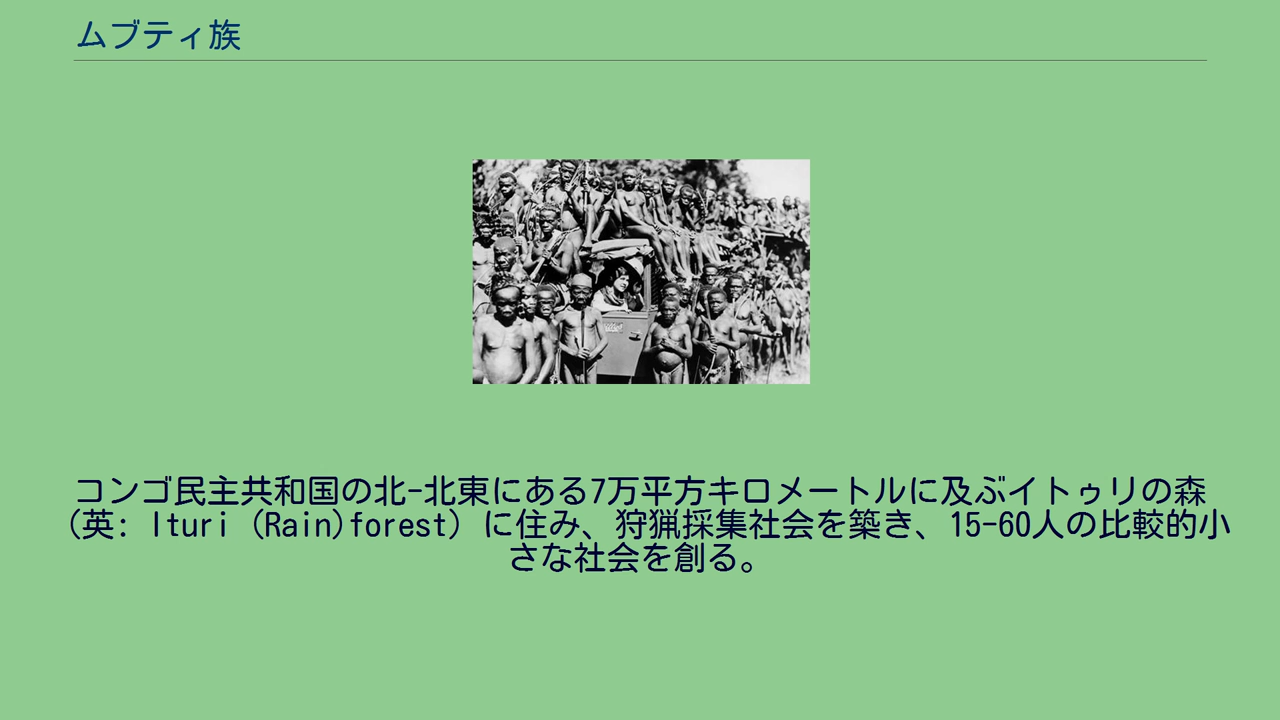 ムブティ族
コンゴ民主共和国の北-北東にある7万平方キロメートルに及ぶイトゥリの森
(英: Ituri (Rain)forest) に住み、狩猟採集社会を築き、15-60人の比較的小
さな社会を創る。